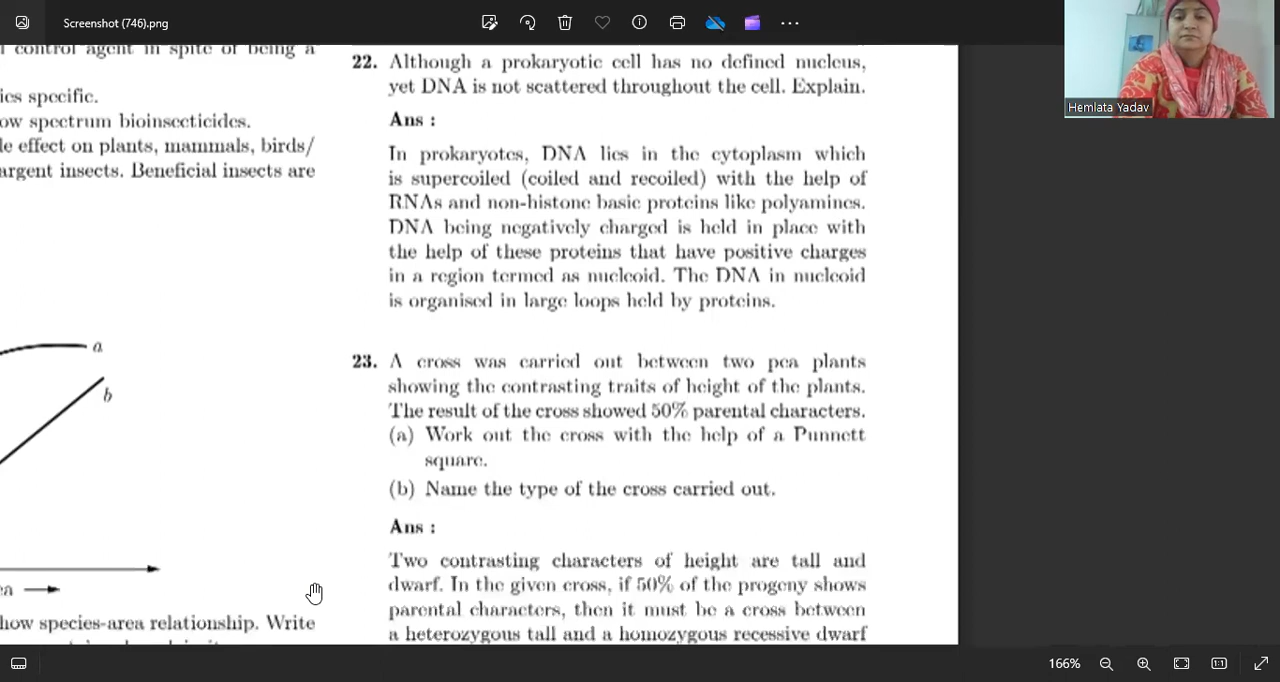 Screenshot (746).png
l control agent in spite of being a
ics specific.
ow spectrum bioinsecticides.
le effect on plants, mammals, birds/
argent insects. Beneficial insects are
a
b
ea
how species-area relationship. Write
22. Although a prokaryotic cell has no defined nucleus,
yet DNA is not scattered throughout the cell. Explain.
Ans :
In prokaryotes, DNA lies in the cytoplasm which
is supercoiled (coiled and recoiled) with the help of
RNAs and non-histone basic proteins like polyamines.
DNA being negatively charged is held in place with
the help of these proteins that have positive charges
in a region termed as nucleoid. The DNA in nucleoid
is organised in large loops held by proteins.
23. A cross was carried out between two pea plants
showing the contrasting traits of height of the plants.
The result of the cross showed 50% parental characters.
(a) Work out the cross with the help of a Punnett
square.
(b) Name the type of the cross carried out.
Ans :
Two contrasting characters of height are tall and
dwarf. In the given cross, if 50% of the progeny shows
parental characters, then it must be a cross between
a heterozygous tall and a homozygous recessive dwarf
Hemlata Yadav
166%
1:1